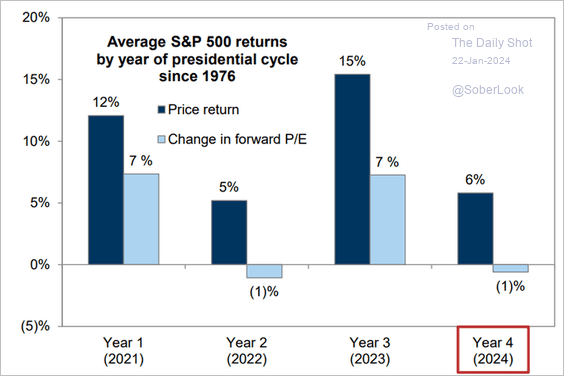 Posted on
The Daily Shot
22-Jan-2024
@SoberLook
Average S&P 500 returns
by year of presidential cycle
since 1976
Price return
Change in forward P/E
20%
15%
10%
5%
0%
(5)%
12%
7 %
5%
(1)%
15%
7 %
6%
(1)%
Year 1
(2021)
Year 2
(2022)
Year 3
(2023)
Year 4
(2024)